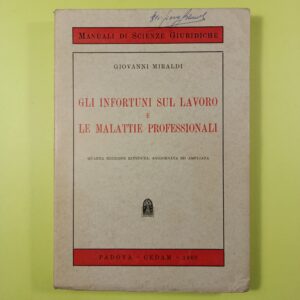 MANUALI DI SCIENZE GIURIDICHE
GIOVANNI MIRALDI
GLI INFORTUNI SUL LAVORO
E
LE MALATTIE PROFESSIONALI
QUARTA EDIZIONE RIVEDUTA, AGGIORNATA ED AMPLIATA
PADOVA - CEDAM - 1960